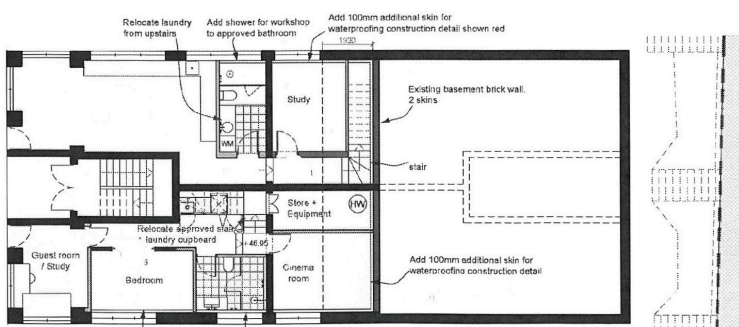 Relocate laundry
from upstairs
Add shower for workshop
to approved bathroom
Add 100mm additional skin for
waterproofing construction detail shown red
1900
Study
Existing basement brick wall.
2 skins
WM
stair
Store +
Equipment
HW
Relocate approved stair,
laundry cupboard
+46.95
Guest room
/ Study
Bedroom
Cinema
room
Add 100mm additional skin for
waterproofing construction detail